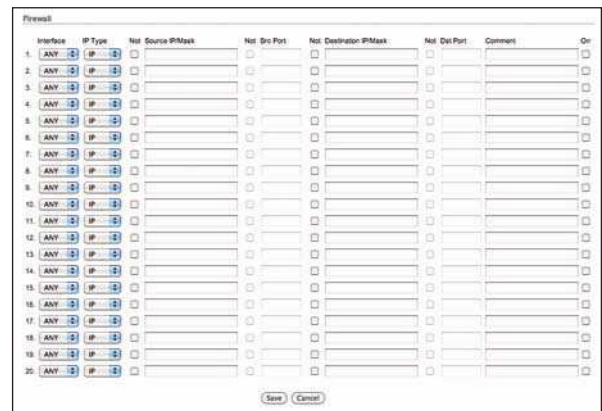 Firewall
Interface IP Type Not Source IP/Mask Not Src Port Not Destination IP/Mask Not Dst Port Comment On
1. ANY IP
2. ANY IP
3. ANY IP
4. ANY IP
5. ANY IP
6. ANY IP
7. ANY IP
8. ANY IP
9. ANY IP
10. ANY IP
11. ANY IP
12. ANY IP
13. ANY IP
14. ANY IP
15. ANY IP
16. ANY IP
17. ANY IP
18. ANY IP
19. ANY IP
20. ANY IP
Save Cancel